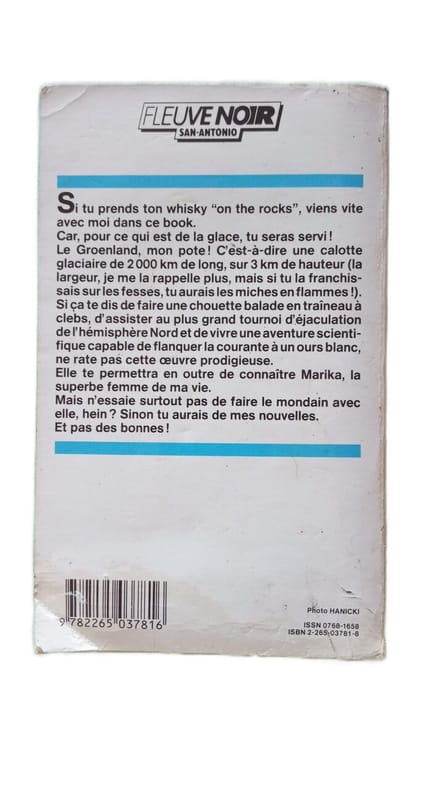 FLEUVE NOIR
SAN-ANTONIO
Si tu prends ton whisky "on the rocks", viens vite
avec moi dans ce book.
Car, pour ce qui est de la glace, tu seras servi !
Le Groenland, mon pote ! C'est-à-dire une calotte
glaciaire de 2 000 km de long, sur 3 km de hauteur (la
largeur, je me la rappelle plus, mais si tu la franchis-
sais sur les fesses, tu aurais les miches en flammes !).
Si ça te dis de faire une chouette balade en traîneau à
clebs, d'assister au plus grand tournoi d'éjaculation
de l'hémisphère Nord et de vivre une aventure scienti-
fique capable de flanquer la courante à un ours blanc,
ne rate pas cette œuvre prodigieuse.
Elle te permettra en outre de connaître Marika, la
superbe femme de ma vie.
Mais n'essaie surtout pas de faire le mondain avec
elle, hein ? Sinon tu aurais de mes nouvelles.
Et pas des bonnes !
9 782265 037816
Photo HANICKI
ISSN 0768-1658
ISBN 2-265-03781-8